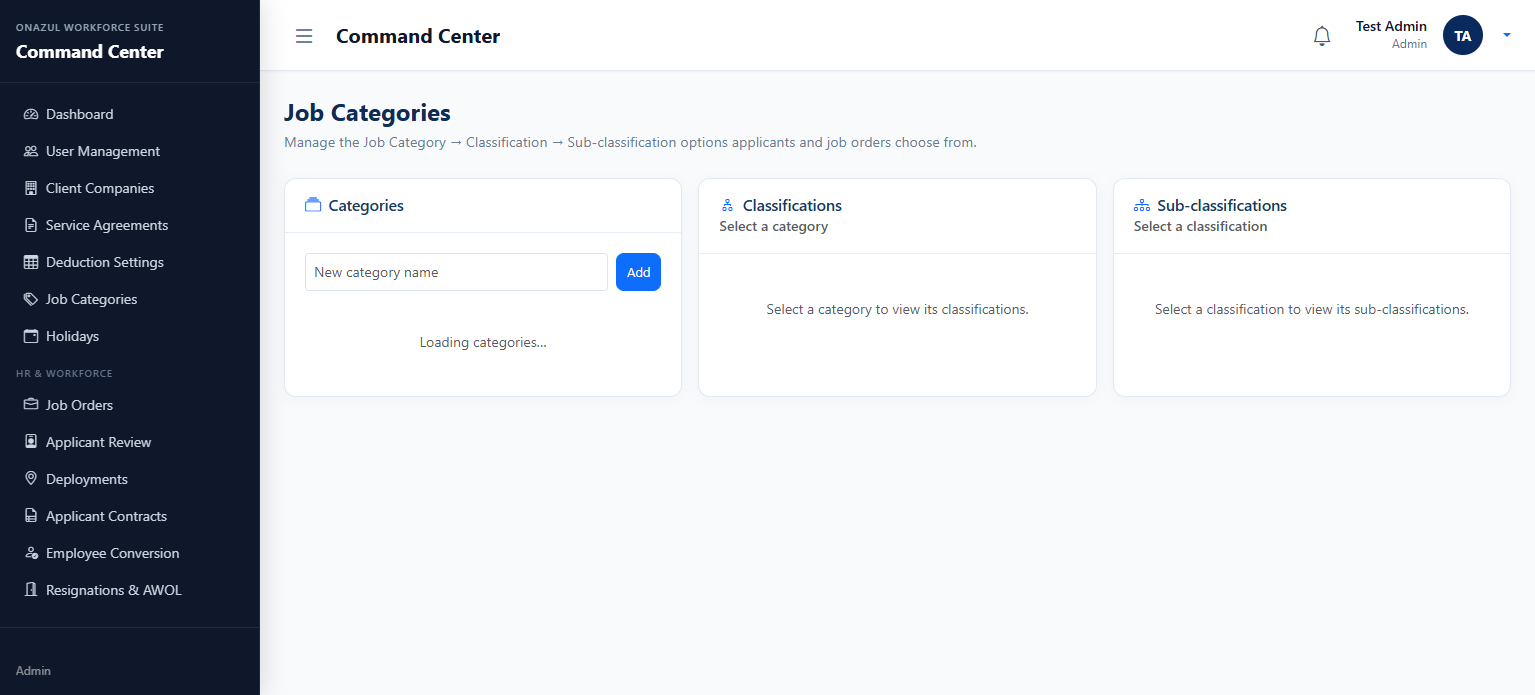 ONAZUL WORKFORCE SUITE
Command Center
Dashboard
User Management
Client Companies
Service Agreements
Deduction Settings
Job Categories
Holidays
HR & WORKFORCE
Job Orders
Applicant Review
Deployments
Applicant Contracts
Employee Conversion
Resignations & AWOL
Admin
Command Center
Test Admin
Admin
TA
Job Categories
Manage the Job Category → Classification → Sub-classification options applicants and job orders choose from.
Categories
New category name
Add
Loading categories...
Classifications
Select a category
Select a category to view its classifications.
Sub-classifications
Select a classification
Select a classification to view its sub-classifications.